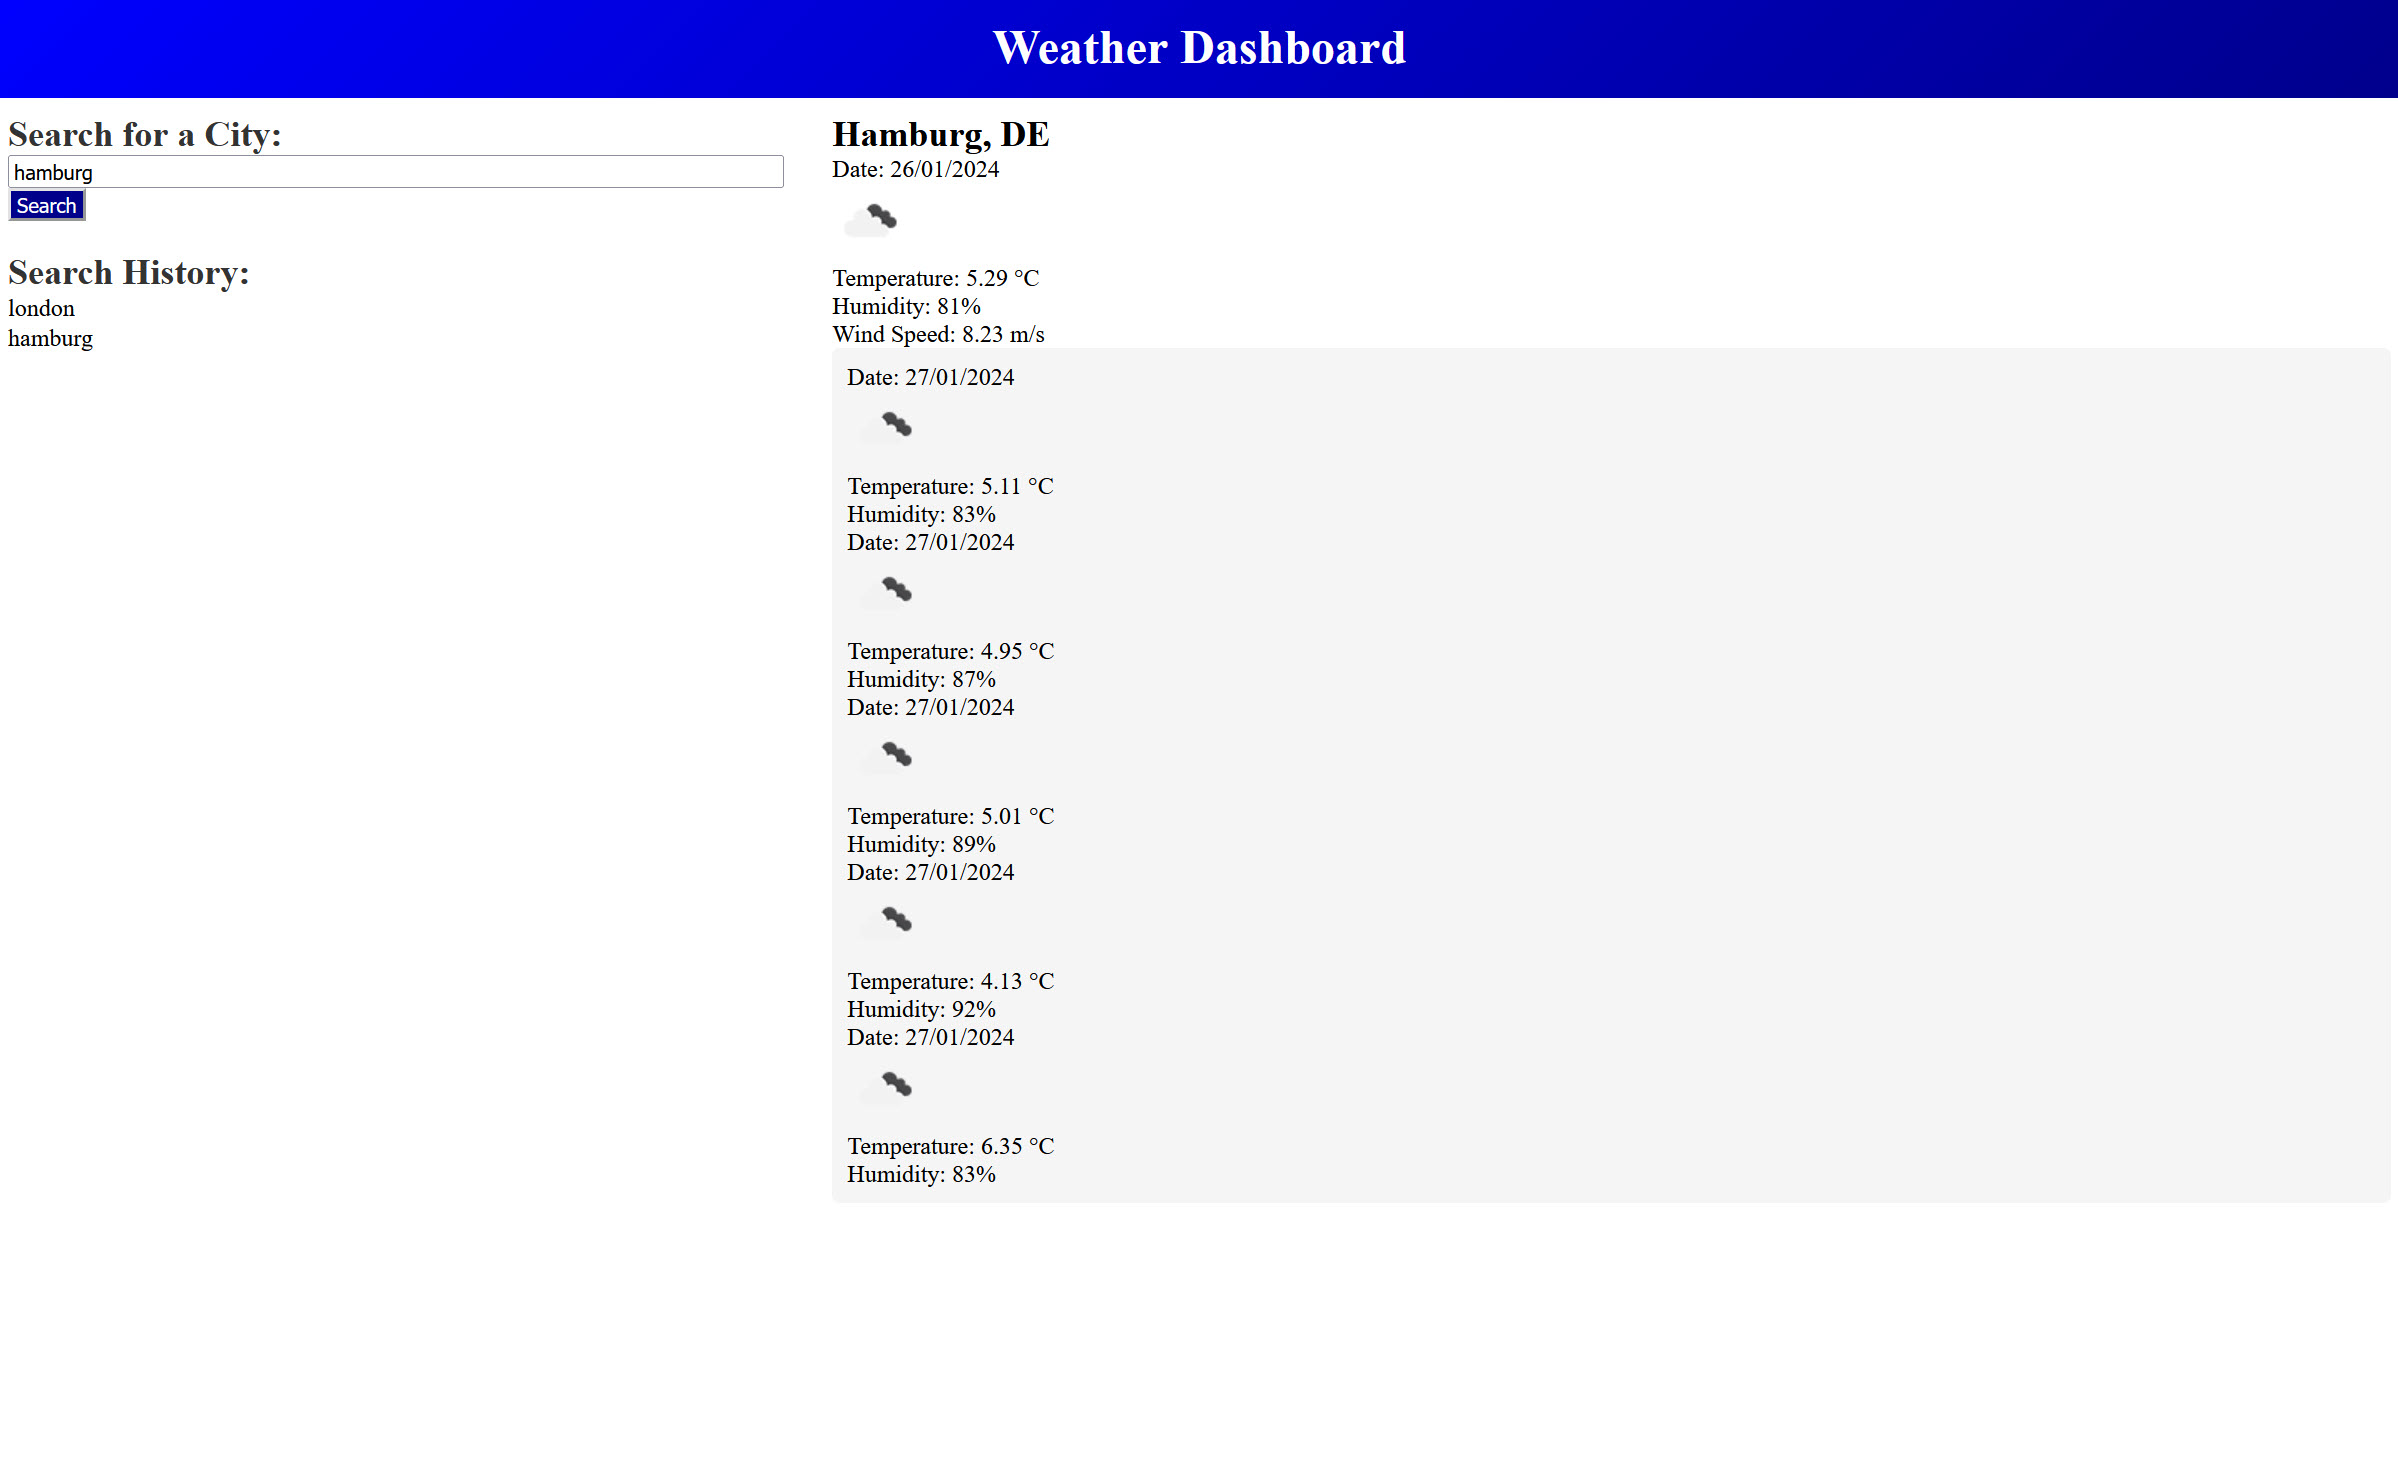 Weather Dashboard
Search for a City:
hamburg
Search
Search History:
london
hamburg
Hamburg, DE
Date: 26/01/2024
Temperature: 5.29 °C
Humidity: 81%
Wind Speed: 8.23 m/s
Date: 27/01/2024
Temperature: 5.11 °C
Humidity: 83%
Date: 27/01/2024
Temperature: 4.95 °C
Humidity: 87%
Date: 27/01/2024
Temperature: 5.01 °C
Humidity: 89%
Date: 27/01/2024
Temperature: 4.13 °C
Humidity: 92%
Date: 27/01/2024
Temperature: 6.35 °C
Humidity: 83%